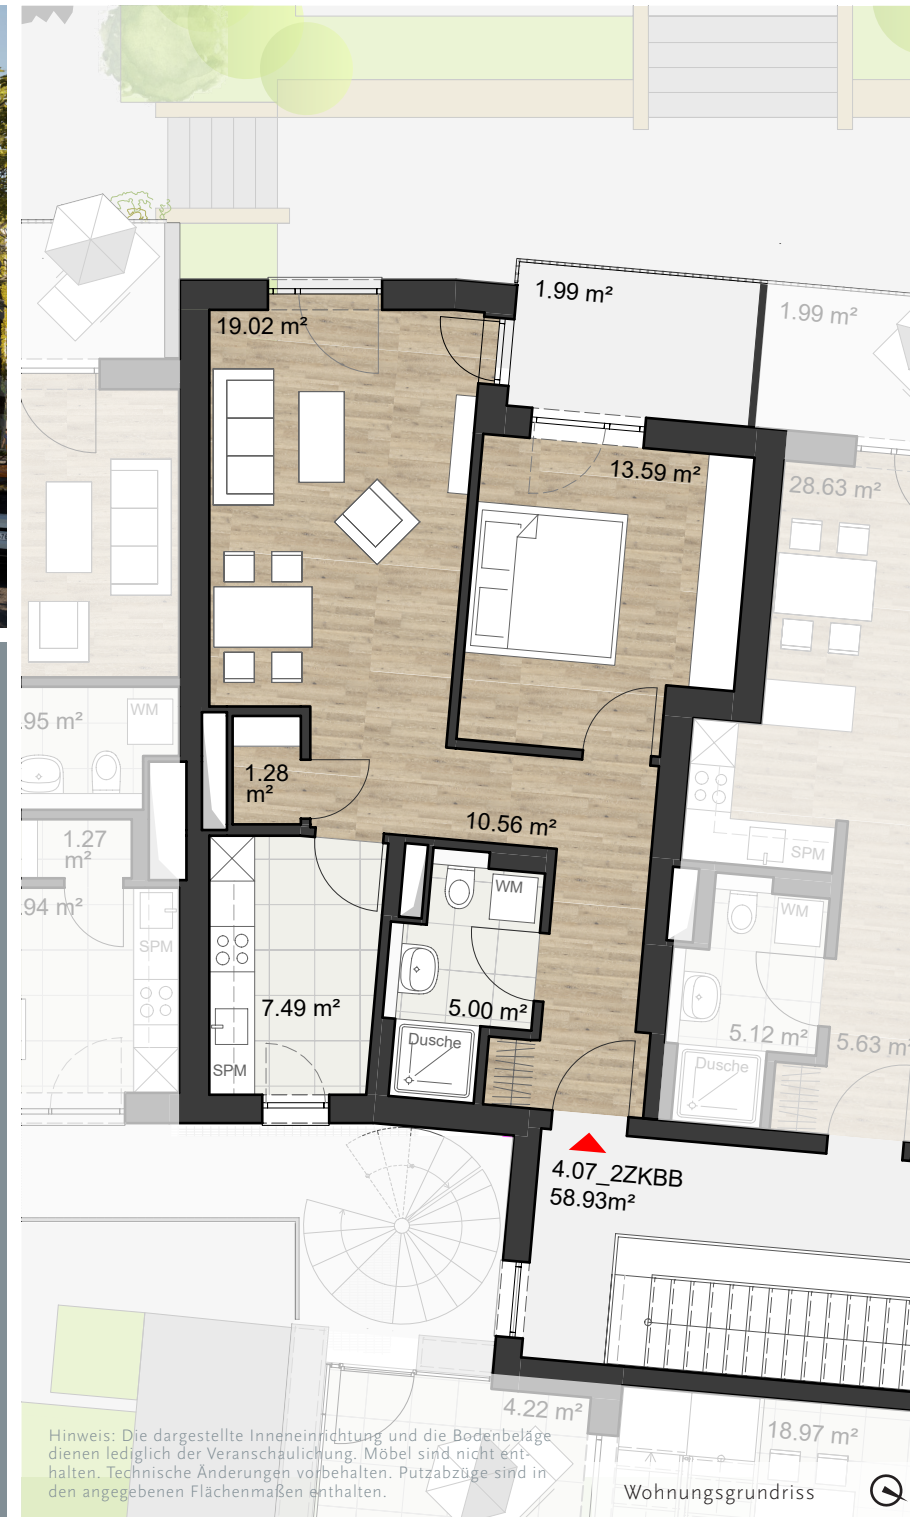 1.99 m²
1.99 m²
19.02 m²
13.59 m²
28.63 m²
.95 m²
WM
1.28
m²
10.56 m²
1.27
m²
SPM
.94 m²
WM
WM
SPM
7.49 m²
5.00 m²
5.12 m²
5.63 m²
Dusche
Dusche
SPM
4.07_2ZKBB
58.93m²
4.22 m²
18.97 m²
Hinweis: Die dargestellte Inneneinrichtung und die Bodenbeläge
dienen lediglich der Veranschaulichung. Möbel sind nicht ent-
halten. Technische Änderungen vorbehalten. Putzabzüge sind in
den angegebenen Flächenmaßen enthalten.
Wohnungsgrundriss